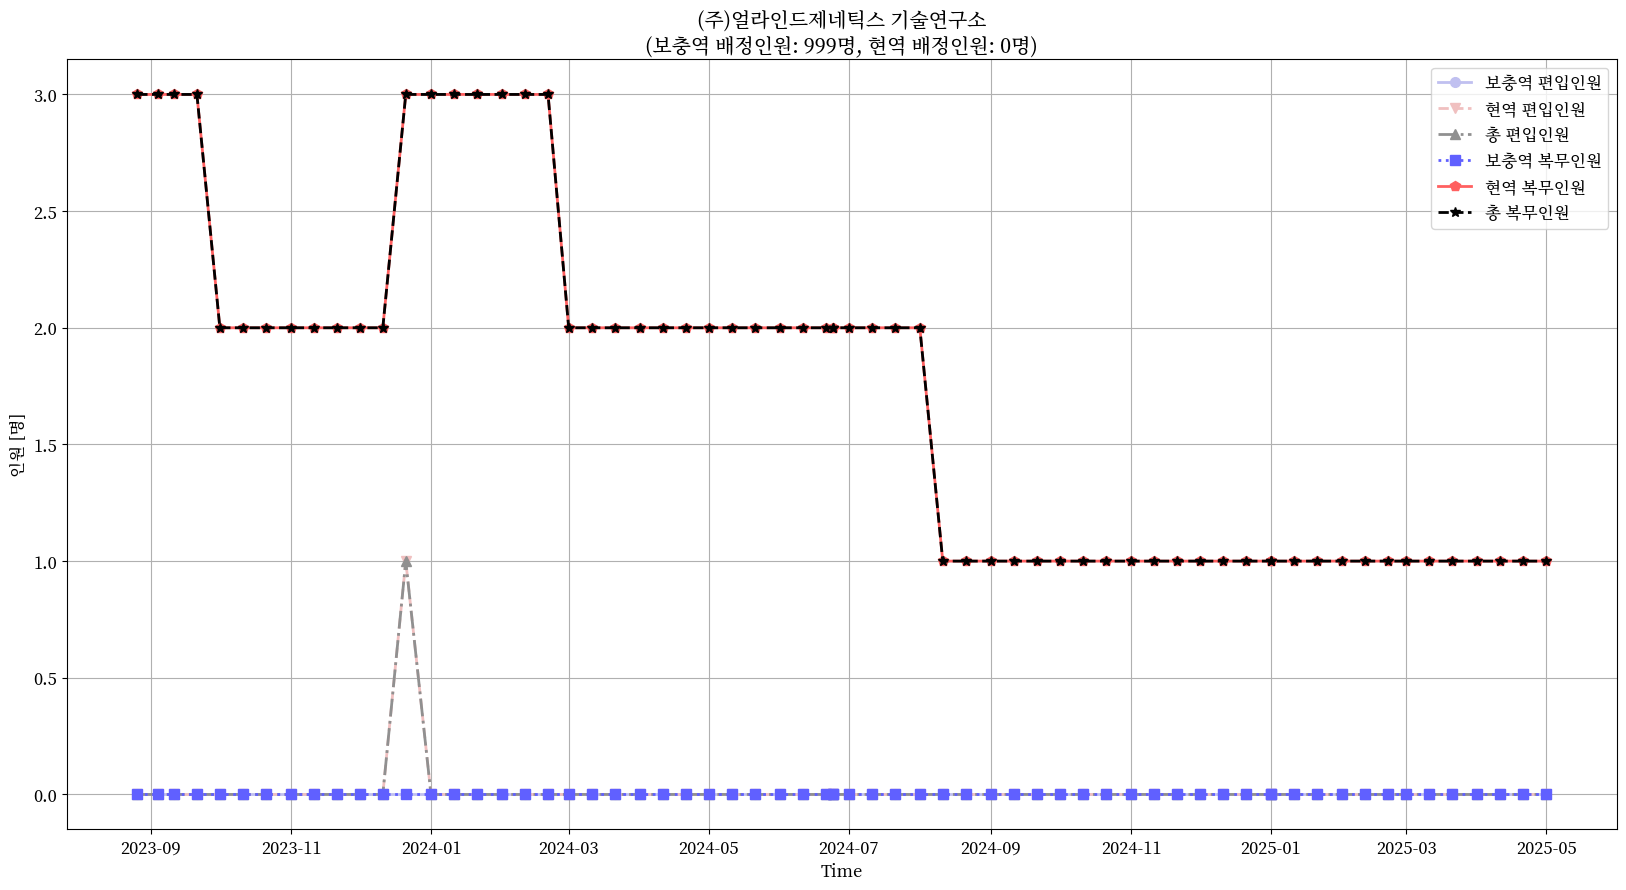 (주)얼라인드제네틱스 기술연구소
(보충역 배정인원: 999명, 현역 배정인원: 0명)
보충역 편입인원
현역 편입인원
총 편입인원
보충역 복무인원
현역 복무인원
총 복무인원
인원 [명]
3.0
2.5
2.0
1.5
1.0
0.5
0.0
2023-09 2023-11 2024-01 2024-03 2024-05 2024-07 2024-09 2024-11 2025-01 2025-03 2025-05
Time